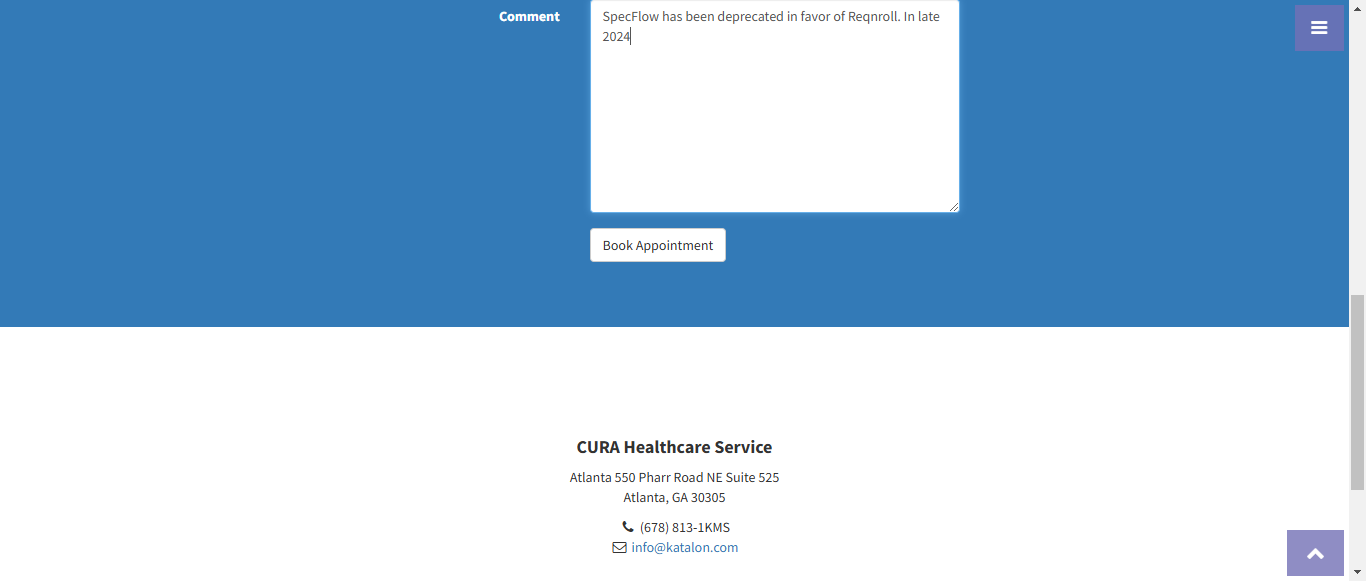 Comment
SpecFlow has been deprecated in favor of Reqnroll. In late
2024
Book Appointment
CURA Healthcare Service
Atlanta 550 Pharr Road NE Suite 525
Atlanta, GA 30305
(678) 813-1KMS
info@katalon.com